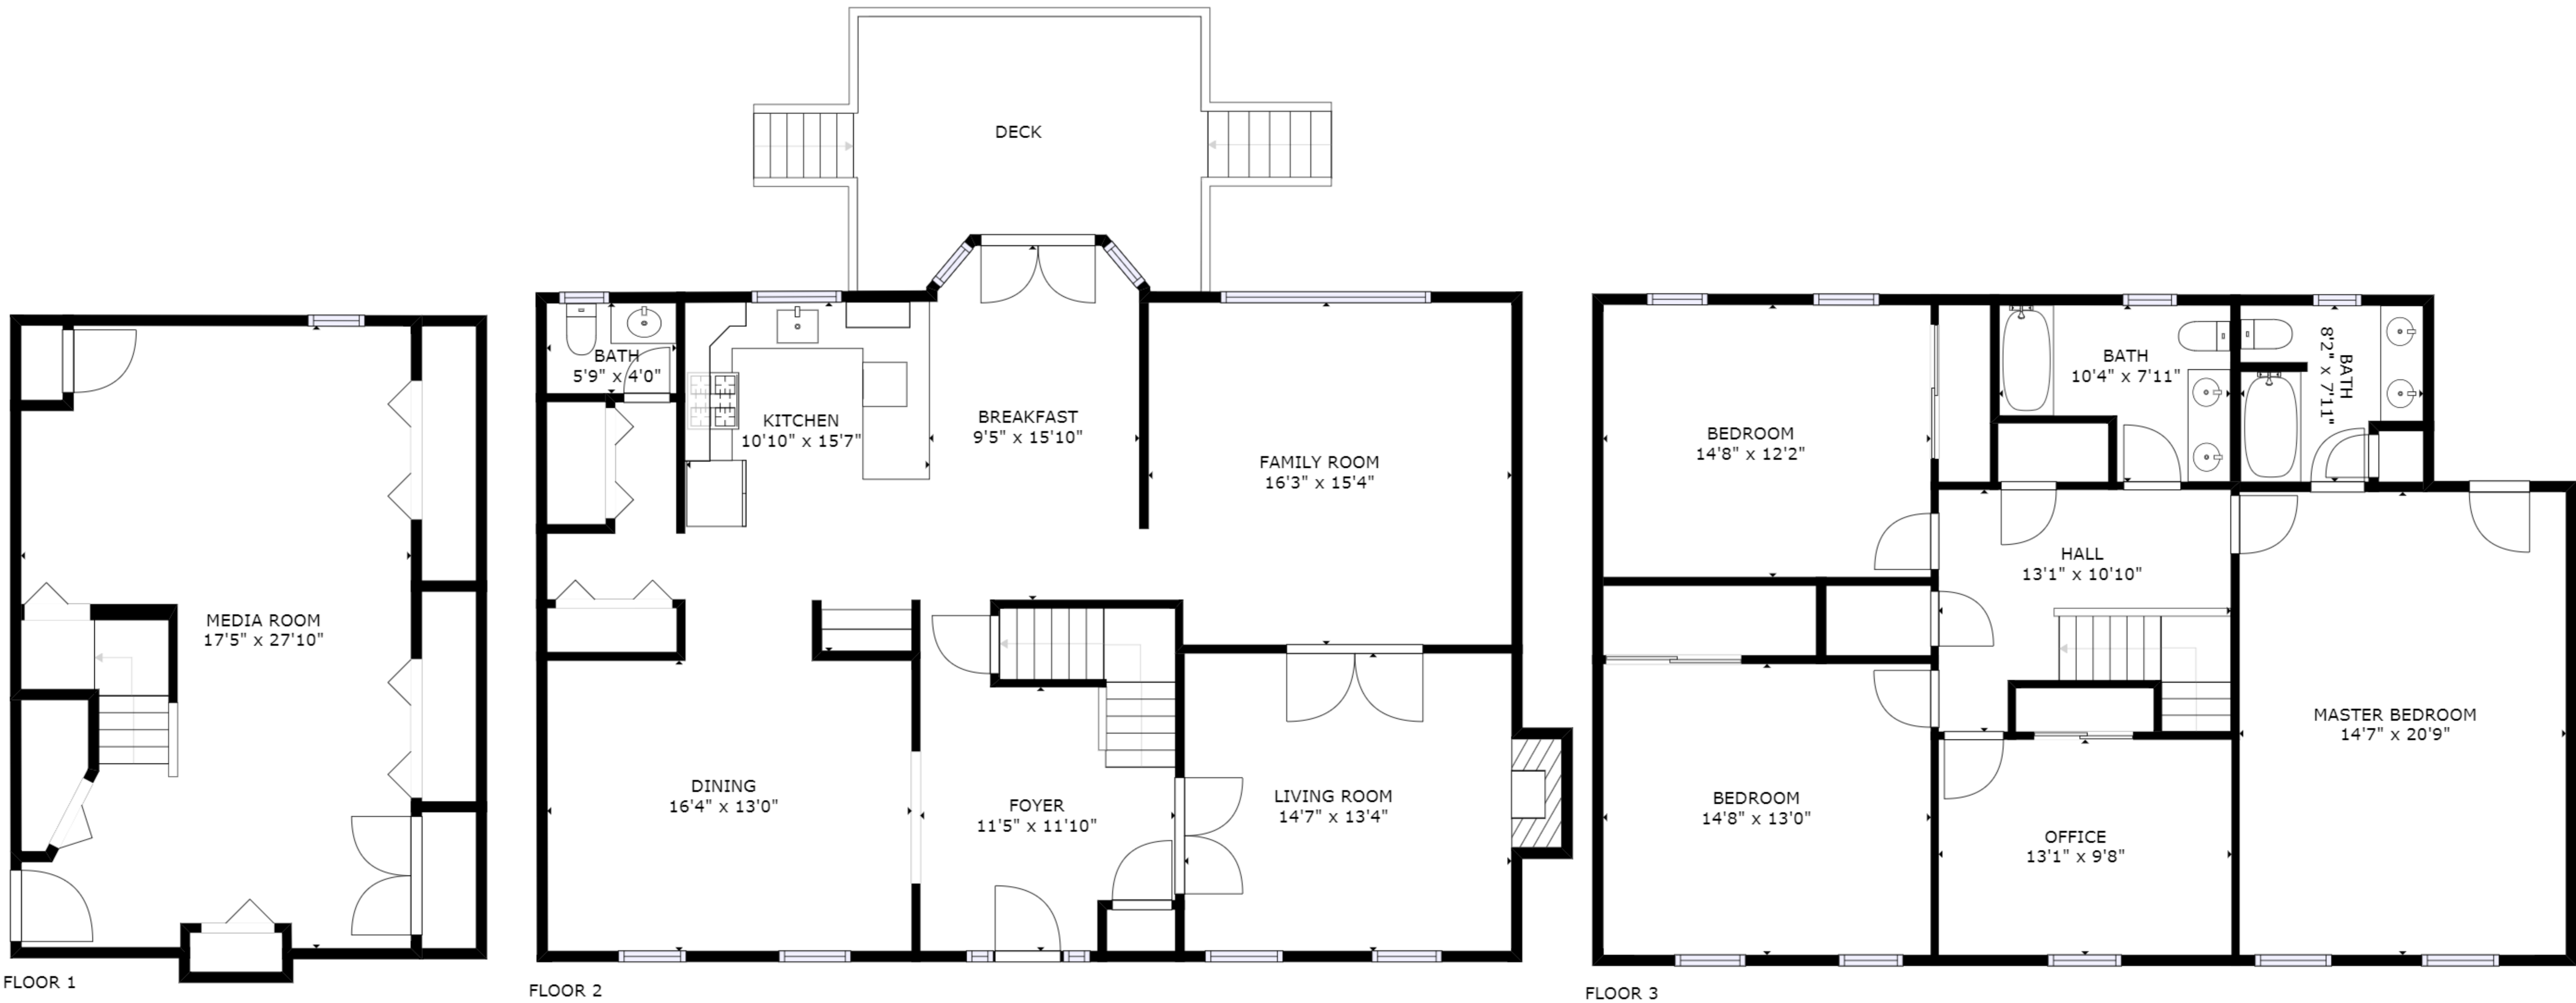 MEDIA ROOM
17'5" x 27'10"
FLOOR 1
DECK
BATH
5'9" x 4'0"
KITCHEN
10'10" x 15'7"
BREAKFAST
9'5" x 15'10"
FAMILY ROOM
16'3" x 15'4"
DINING
16'4" x 13'0"
FOYER
11'5" x 11'10"
LIVING ROOM
14'7" x 13'4"
FLOOR 2
BEDROOM
14'8" x 12'2"
BATH
10'4" x 7'11"
BATH
8'2" x 7'11"
HALL
13'1" x 10'10"
MASTER BEDROOM
14'7" x 20'9"
BEDROOM
14'8" x 13'0"
OFFICE
13'1" x 9'8"
FLOOR 3